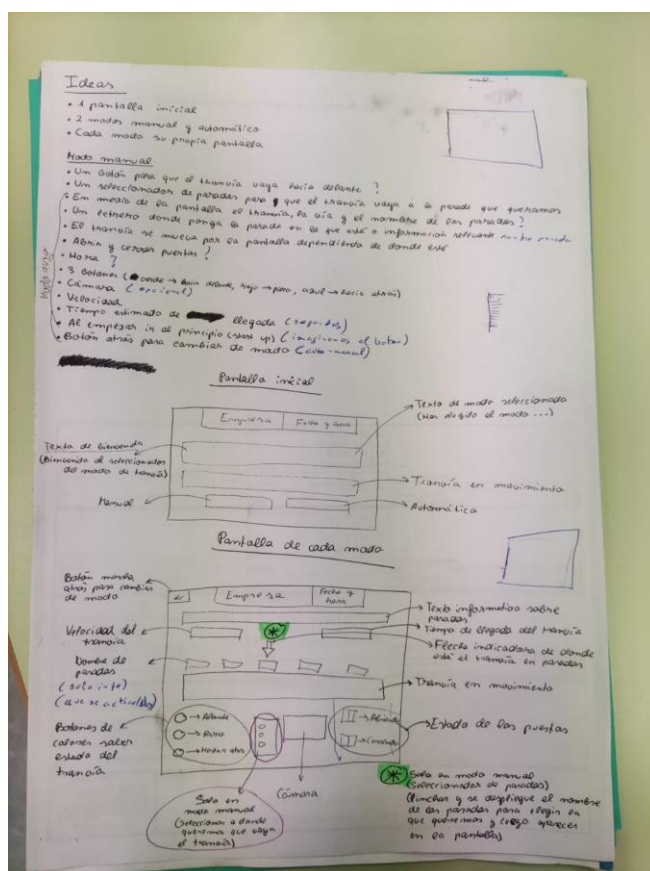 Ideas
• 1 pantalla inicial
• 2 modos manual y automático
• Cada modo su propia pantalla
Modo manual
• Un botón para que el tranvía vaya hacia delante ?
• Un seleccionador de paradas para que el tranvía vaya a la parada que queramos
• En medio de la pantalla el tranvía, la vía y el nombre de las paradas ?
• Un letrero donde ponga la parada en la que está o información relevante
• El tranvía se mueva por la pantalla dependiendo de donde esté
• Abrir y cerrar puertas ?
• Hora ?
• 3 botones (verde → hacia delante, rojo → paro, azul → hacia atrás)
• Cámara (opcional)
• Velocidad
• Tiempo estimado de llegada (segundos)
• Al empezar ir al principio (start up) (imaginamos el botón)
• Botón atrás para cambiar de modo (auto-manual)
Modo auto
Pantalla inicial
Empresa
Fecha y hora
Texto de modo seleccionado
(Has elegido el modo ...)
Texto de bienvenida
(Bienvenido al seleccionador
del modo de tranvía)
Tranvía en movimiento
Manual
Automático
Pantalla de cada modo
Botón marcha
atrás para cambiar
de modo
←
Empresa
Fecha y
hora
Texto informativo sobre
paradas
Velocidad del
tranvía
Tiempo de llegada del tranvía
Flecha indicadora de donde
está el tranvía en paradas
Nombre de
paradas
(solo info)
(que se actualiza)
Tranvía en movimiento
Botones de
colores saber
estado del
tranvía
→ Alante
→ Paro
→ Hacia atrás
→ Abiertas
→ Cerradas
Estado de las puertas
Cámara
Solo en
modo manual
(seleccionar a donde
queremos que vaya
el tranvía)
Solo en modo manual
(Seleccionador de paradas)
(Pinchar y se despliegue el nombre
de las paradas para elegir la
que queremos y luego aparecer
en la pantalla)